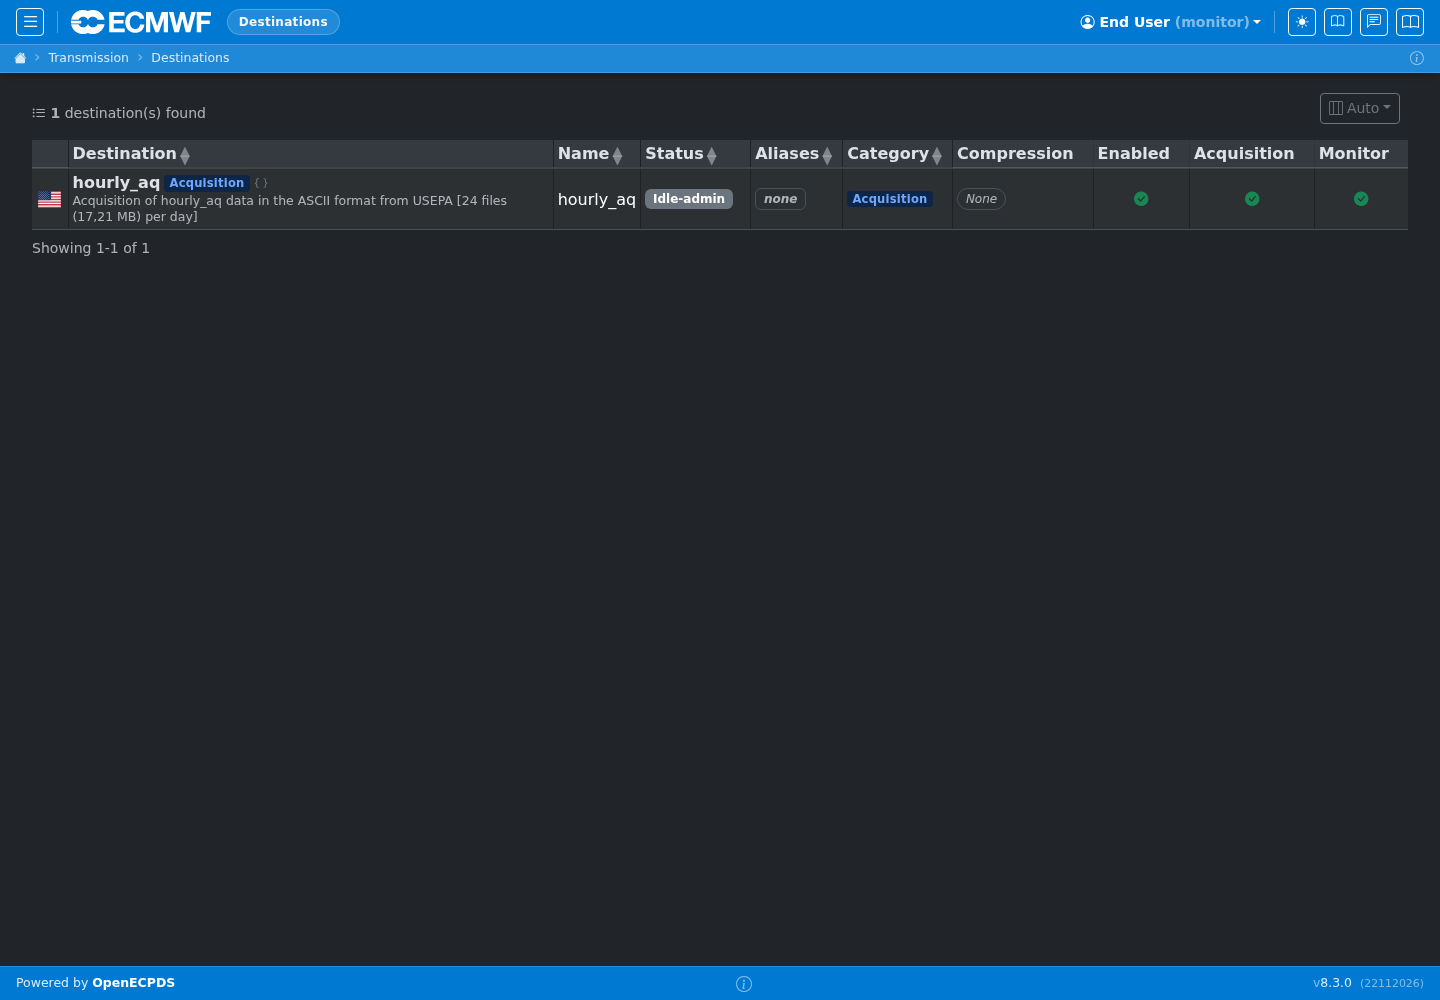 ECMWF Destinations End User (monitor)
Transmission Destinations
1 destination(s) found Auto
Destination Name Status Aliases Category Compression Enabled Acquisition Monitor
hourly_aq Acquisition {} hourly_aq Idle-admin none Acquisition None
Acquisition of hourly_aq data in the ASCII format from USEPA [24 files
(17,21 MB) per day]
Showing 1-1 of 1
Powered by OpenECPDS v8.3.0 (22112026)